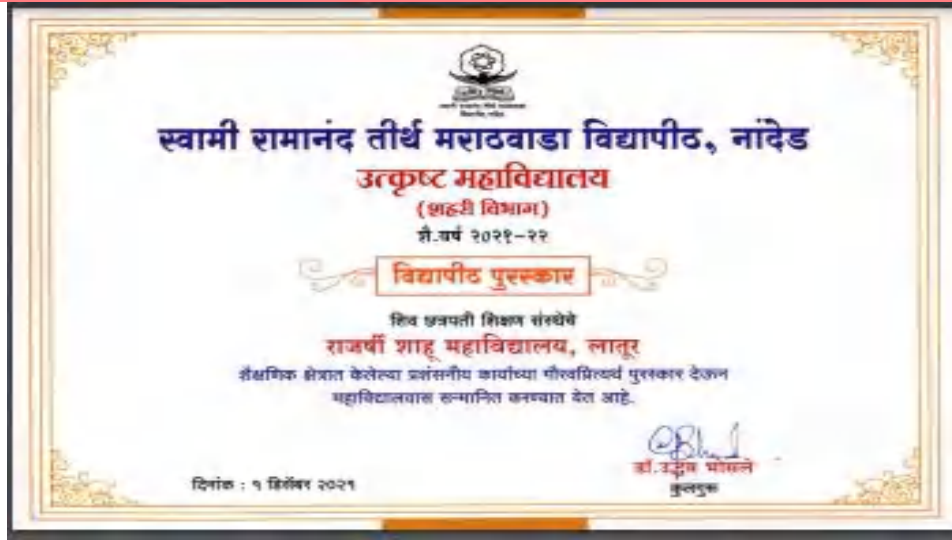 स्वामी रामानंद तीर्थ मराठवाडा विद्यापीठ, नांदेड
उत्कृष्ट महाविद्यालय
(शहरी विभाग)
शै.वर्ष २०२१-२२
विद्यापीठ पुरस्कार
शिव छत्रपती शिक्षण संस्थेचे
राजर्षी शाहू महाविद्यालय, लातूर
शैक्षणिक क्षेत्रात केलेल्या प्रशंसनीय कार्याच्या गौरवप्रित्यर्थ पुरस्कार देऊन
महाविद्यालयास सन्मानित करण्यात येत आहे.
डॉ.उद्धव भोसले
दिनांक : १ डिसेंबर २०२१
कुलगुरू